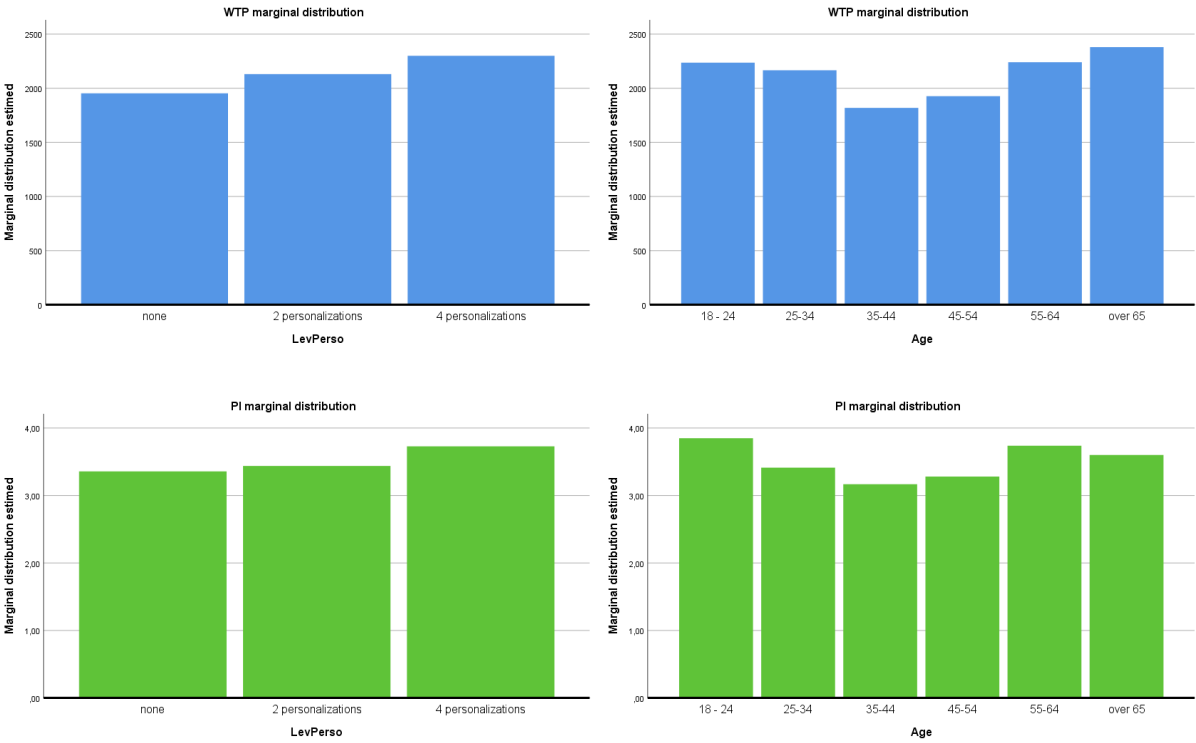 WTP marginal distribution
Marginal distribution estimed
2500
2000
1500
1000
500
0
none 2 personalizations 4 personalizations
LevPerso
WTP marginal distribution
Marginal distribution estimed
2500
2000
1500
1000
500
0
18 - 24 25-34 35-44 45-54 55-64 over 65
Age
PI marginal distribution
Marginal distribution estimed
4,00
3,00
2,00
1,00
,00
none 2 personalizations 4 personalizations
LevPerso
PI marginal distribution
Marginal distribution estimed
4,00
3,00
2,00
1,00
,00
18 - 24 25-34 35-44 45-54 55-64 over 65
Age